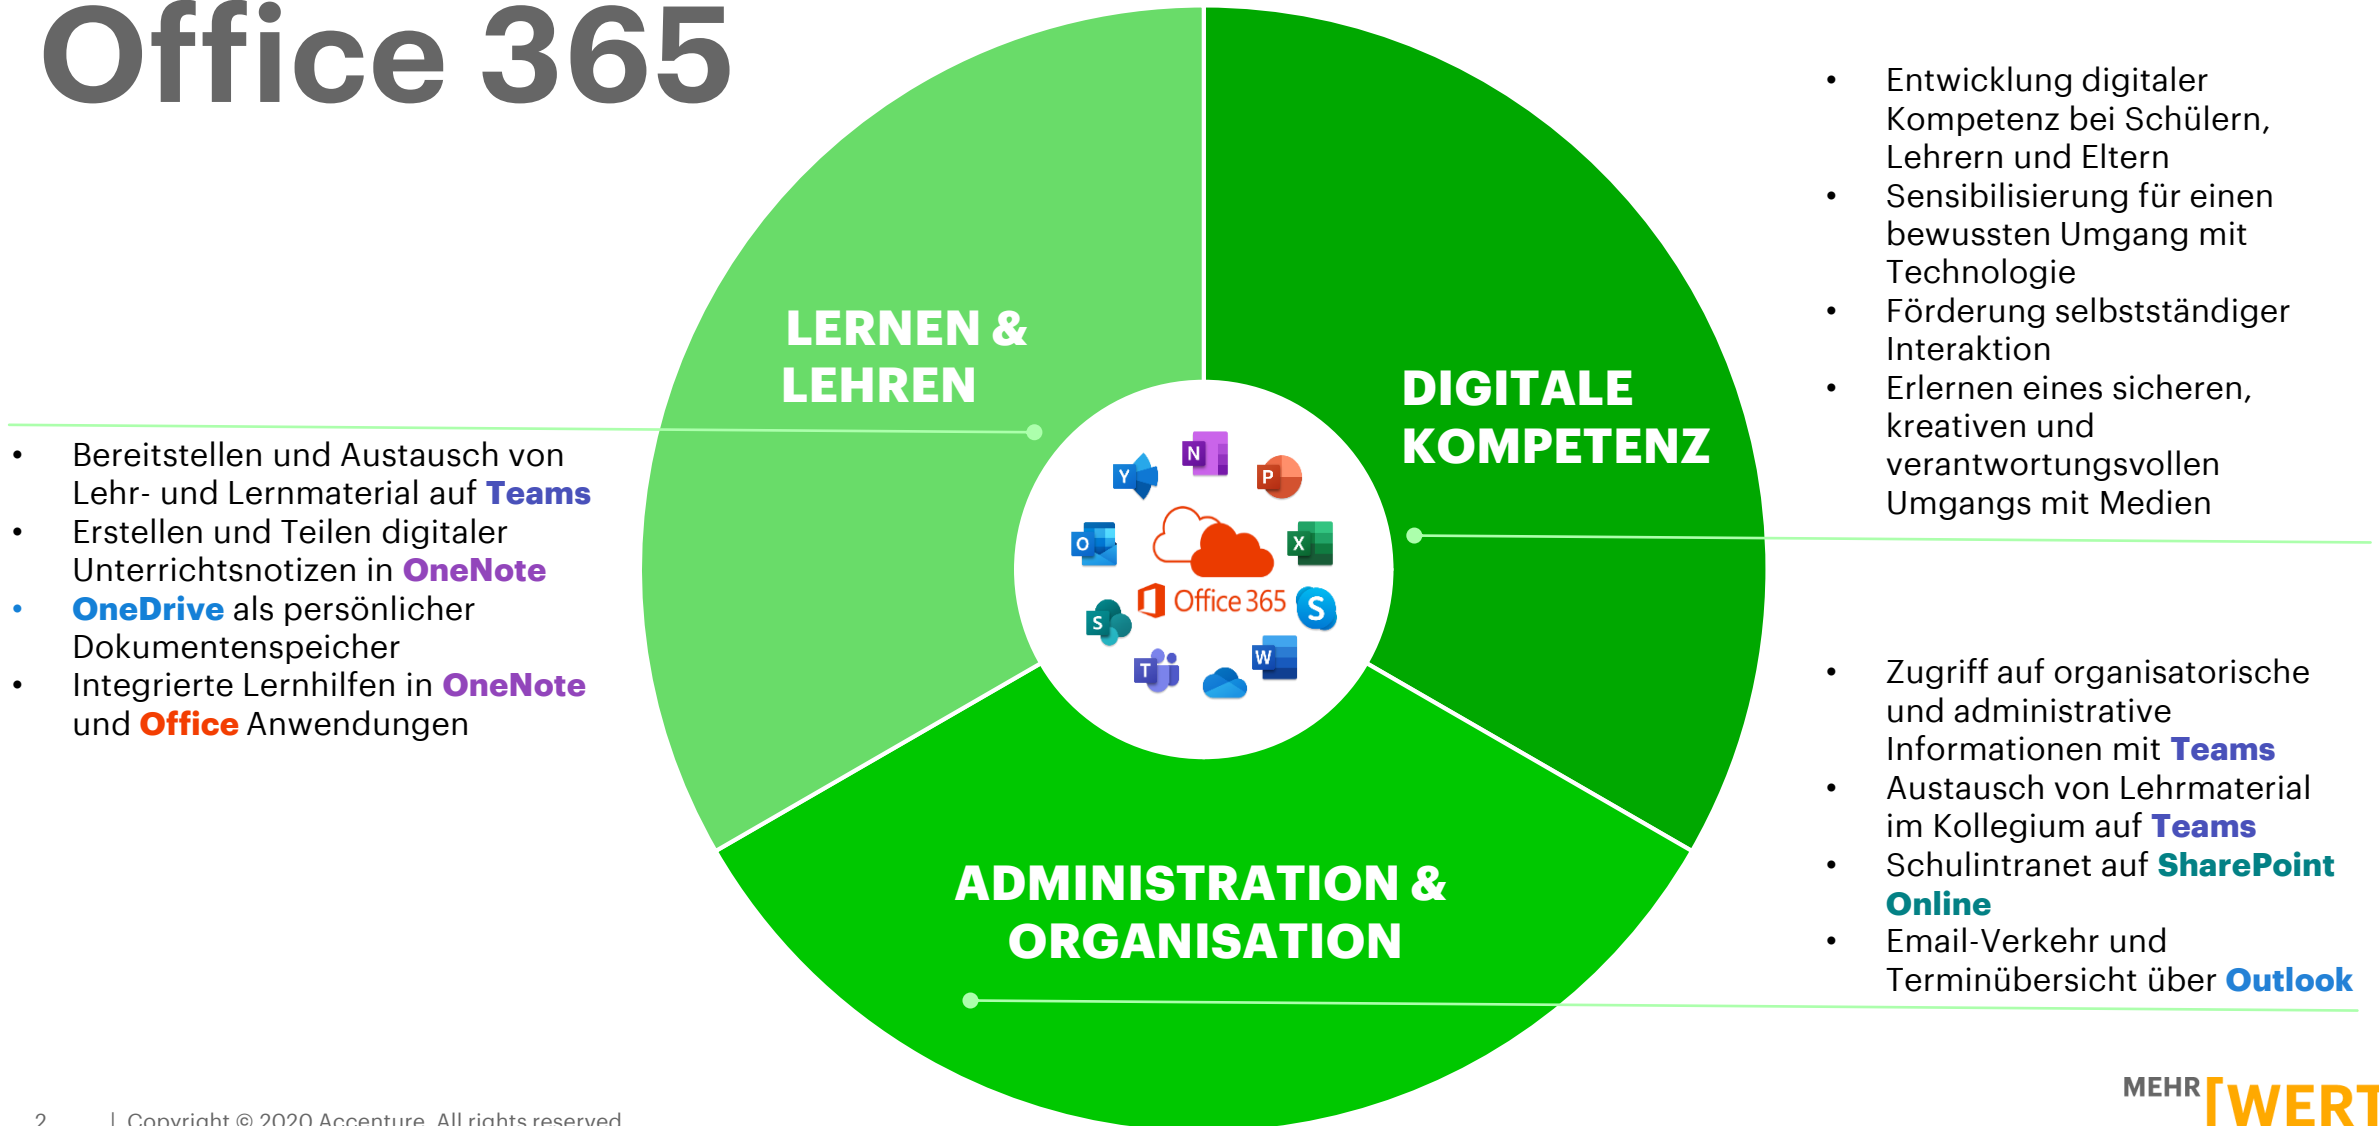 Office 365
LERNEN &
LEHREN
• Bereitstellen und Austausch von
Lehr- und Lernmaterial auf Teams
• Erstellen und Teilen digitaler
Unterrichtsnotizen in OneNote
• OneDrive als persönlicher
Dokumentenspeicher
• Integrierte Lernhilfen in OneNote
und Office Anwendungen
DIGITALE
KOMPETENZ
• Entwicklung digitaler
Kompetenz bei Schülern,
Lehrern und Eltern
• Sensibilisierung für einen
bewussten Umgang mit
Technologie
• Förderung selbstständiger
Interaktion
• Erlernen eines sicheren,
kreativen und
verantwortungsvollen
Umgangs mit Medien
N
Y
P
O
X
Office 365
S
S
T
W
ADMINISTRATION &
ORGANISATION
• Zugriff auf organisatorische
und administrative
Informationen mit Teams
• Austausch von Lehrmaterial
im Kollegium auf Teams
• Schulintranet auf SharePoint
Online
• Email-Verkehr und
Terminübersicht über Outlook
2 | Copyright © 2020 Accenture. All rights reserved
MEHR [WERT